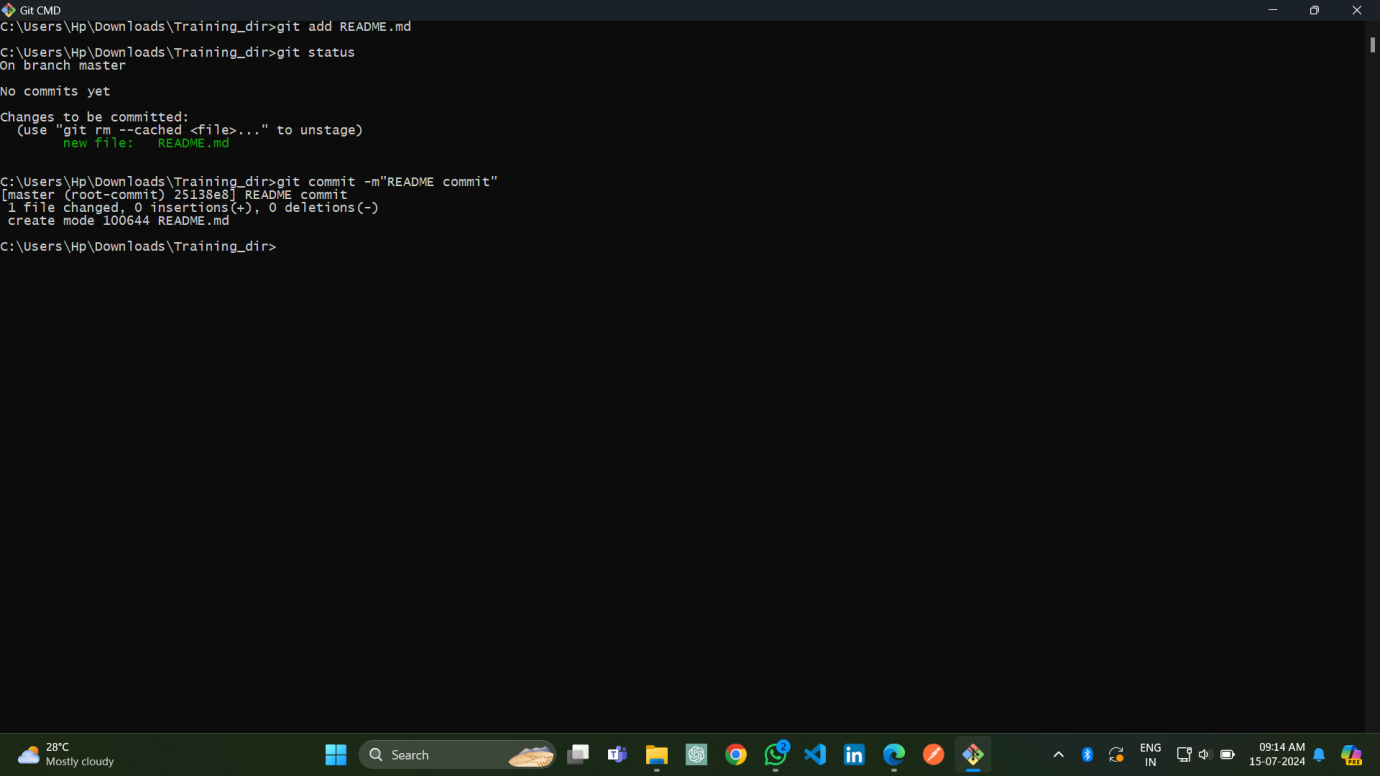 Git CMD
C:\Users\Hp\Downloads\Training_dir>git add README.md
C:\Users\Hp\Downloads\Training_dir>git status
On branch master
No commits yet
Changes to be committed:
  (use "git rm --cached <file>..." to unstage)
        new file:   README.md
C:\Users\Hp\Downloads\Training_dir>git commit -m"README commit"
[master (root-commit) 25138e8] README commit
 1 file changed, 0 insertions(+), 0 deletions(-)
 create mode 100644 README.md
C:\Users\Hp\Downloads\Training_dir>
28°C
Mostly cloudy
Search
2
ENG
IN
09:14 AM
15-07-2024
PRE